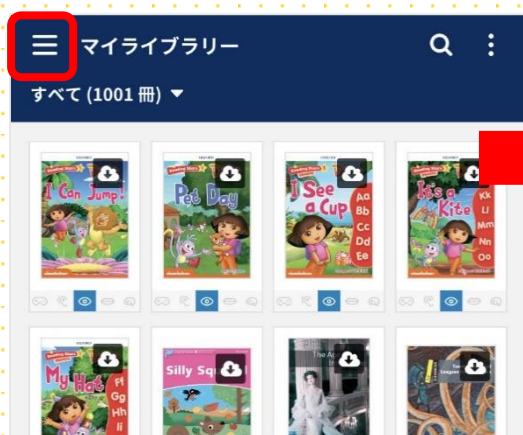 マイライブラリー
すべて (1001 冊) ▼
I Can Jump!
Pet Day
I See
a Cup
Aa
Bb
Cc
Dd
Ee
It's a
Kite
Kk
Ll
Mm
Nn
Oo
My Hat
Ff
Gg
Hh
Ii
Silly